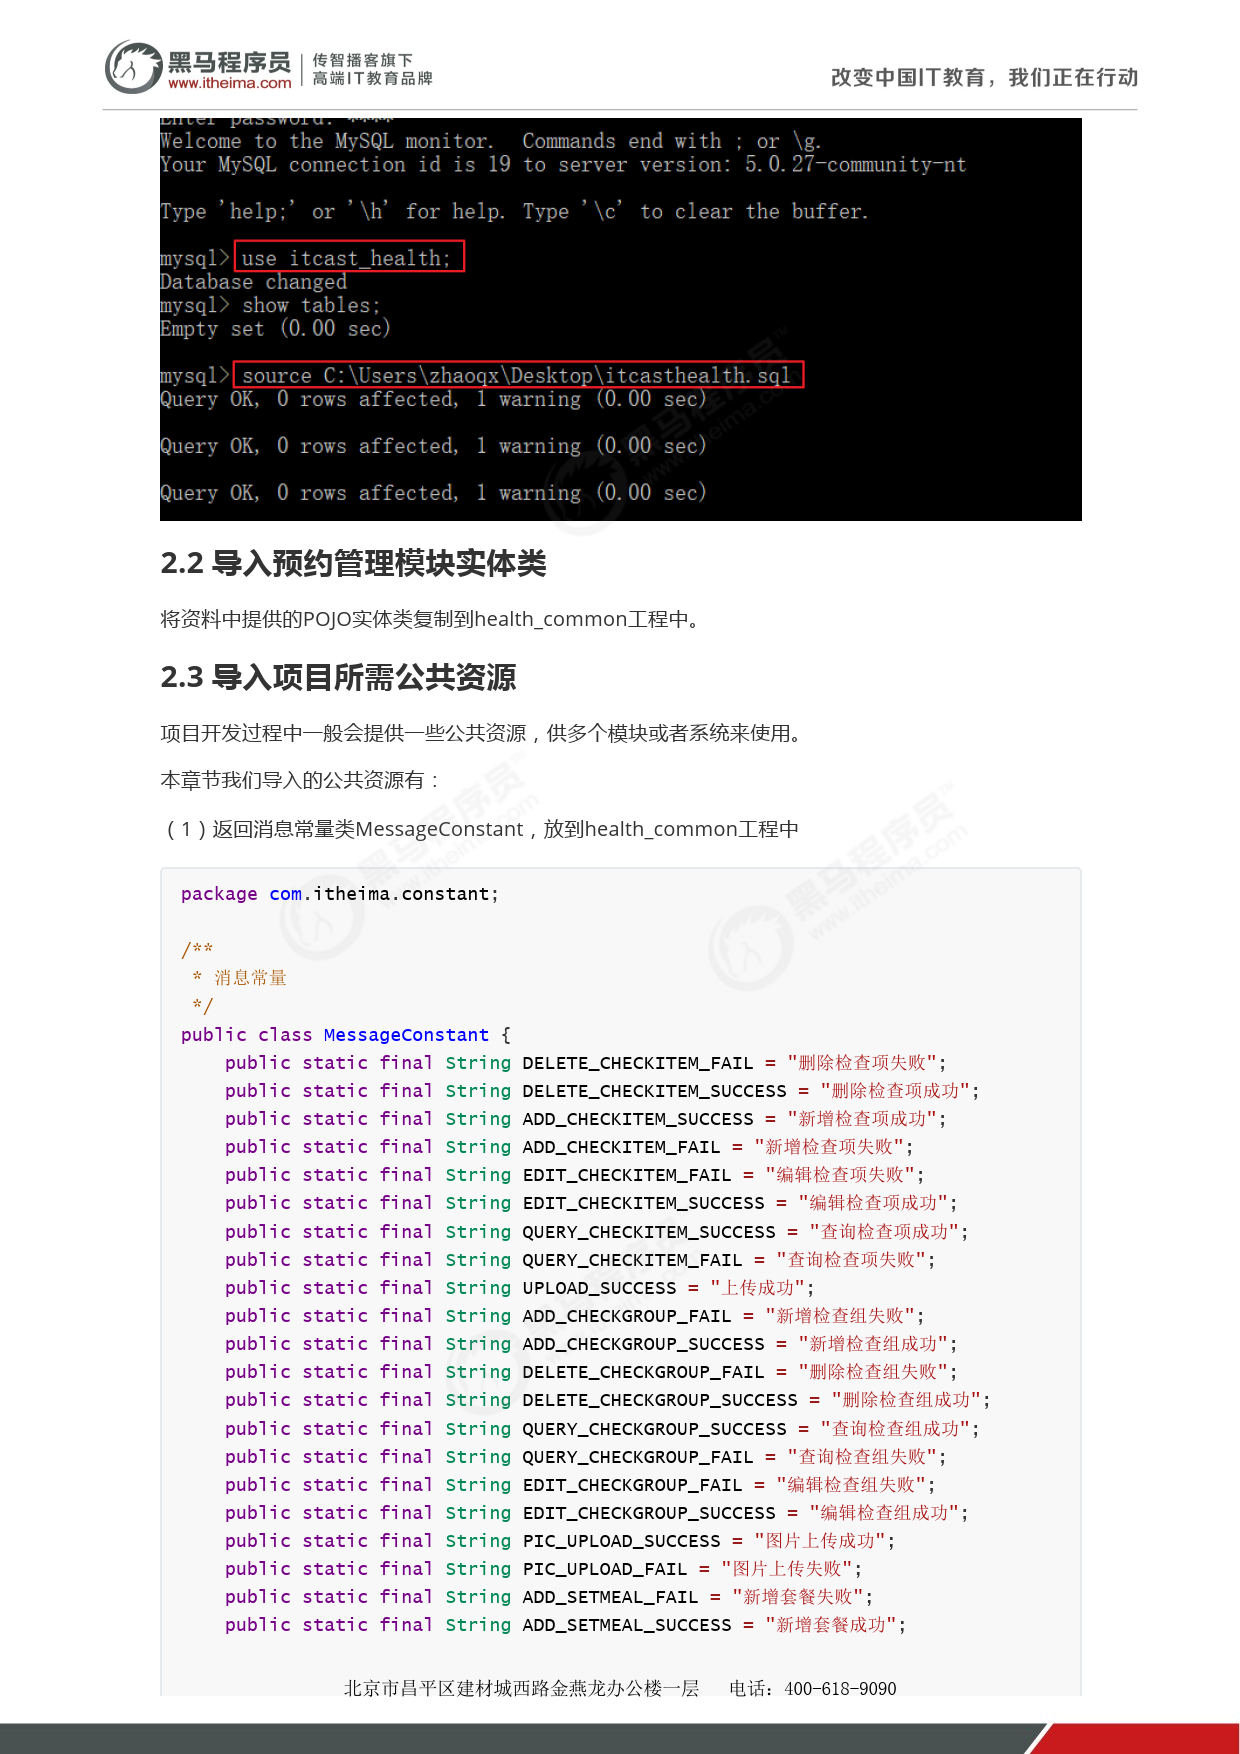 黑马程序员 传智播客旗下
www.itheima.com 高端IT教育品牌
改变中国IT教育，我们正在行动
Enter password: ****
Welcome to the MySQL monitor.  Commands end with ; or \g.
Your MySQL connection id is 19 to server version: 5.0.27-community-nt
Type 'help;' or '\h' for help. Type '\c' to clear the buffer.
mysql> use itcast_health;
Database changed
mysql> show tables;
Empty set (0.00 sec)
mysql> source C:\Users\zhaoqx\Desktop\itcasthealth.sql
Query OK, 0 rows affected, 1 warning (0.00 sec)
Query OK, 0 rows affected, 1 warning (0.00 sec)
Query OK, 0 rows affected, 1 warning (0.00 sec)
2.2 导入预约管理模块实体类
将资料中提供的POJO实体类复制到health_common工程中。
2.3 导入项目所需公共资源
项目开发过程中一般会提供一些公共资源，供多个模块或者系统来使用。
本章节我们导入的公共资源有：
（1）返回消息常量类MessageConstant，放到health_common工程中
package com.itheima.constant;
/**
 * 消息常量
 */
public class MessageConstant {
    public static final String DELETE_CHECKITEM_FAIL = "删除检查项失败";
    public static final String DELETE_CHECKITEM_SUCCESS = "删除检查项成功";
    public static final String ADD_CHECKITEM_SUCCESS = "新增检查项成功";
    public static final String ADD_CHECKITEM_FAIL = "新增检查项失败";
    public static final String EDIT_CHECKITEM_FAIL = "编辑检查项失败";
    public static final String EDIT_CHECKITEM_SUCCESS = "编辑检查项成功";
    public static final String QUERY_CHECKITEM_SUCCESS = "查询检查项成功";
    public static final String QUERY_CHECKITEM_FAIL = "查询检查项失败";
    public static final String UPLOAD_SUCCESS = "上传成功";
    public static final String ADD_CHECKGROUP_FAIL = "新增检查组失败";
    public static final String ADD_CHECKGROUP_SUCCESS = "新增检查组成功";
    public static final String DELETE_CHECKGROUP_FAIL = "删除检查组失败";
    public static final String DELETE_CHECKGROUP_SUCCESS = "删除检查组成功";
    public static final String QUERY_CHECKGROUP_SUCCESS = "查询检查组成功";
    public static final String QUERY_CHECKGROUP_FAIL = "查询检查组失败";
    public static final String EDIT_CHECKGROUP_FAIL = "编辑检查组失败";
    public static final String EDIT_CHECKGROUP_SUCCESS = "编辑检查组成功";
    public static final String PIC_UPLOAD_SUCCESS = "图片上传成功";
    public static final String PIC_UPLOAD_FAIL = "图片上传失败";
    public static final String ADD_SETMEAL_FAIL = "新增套餐失败";
    public static final String ADD_SETMEAL_SUCCESS = "新增套餐成功";
北京市昌平区建材城西路金燕龙办公楼一层 电话：400-618-9090